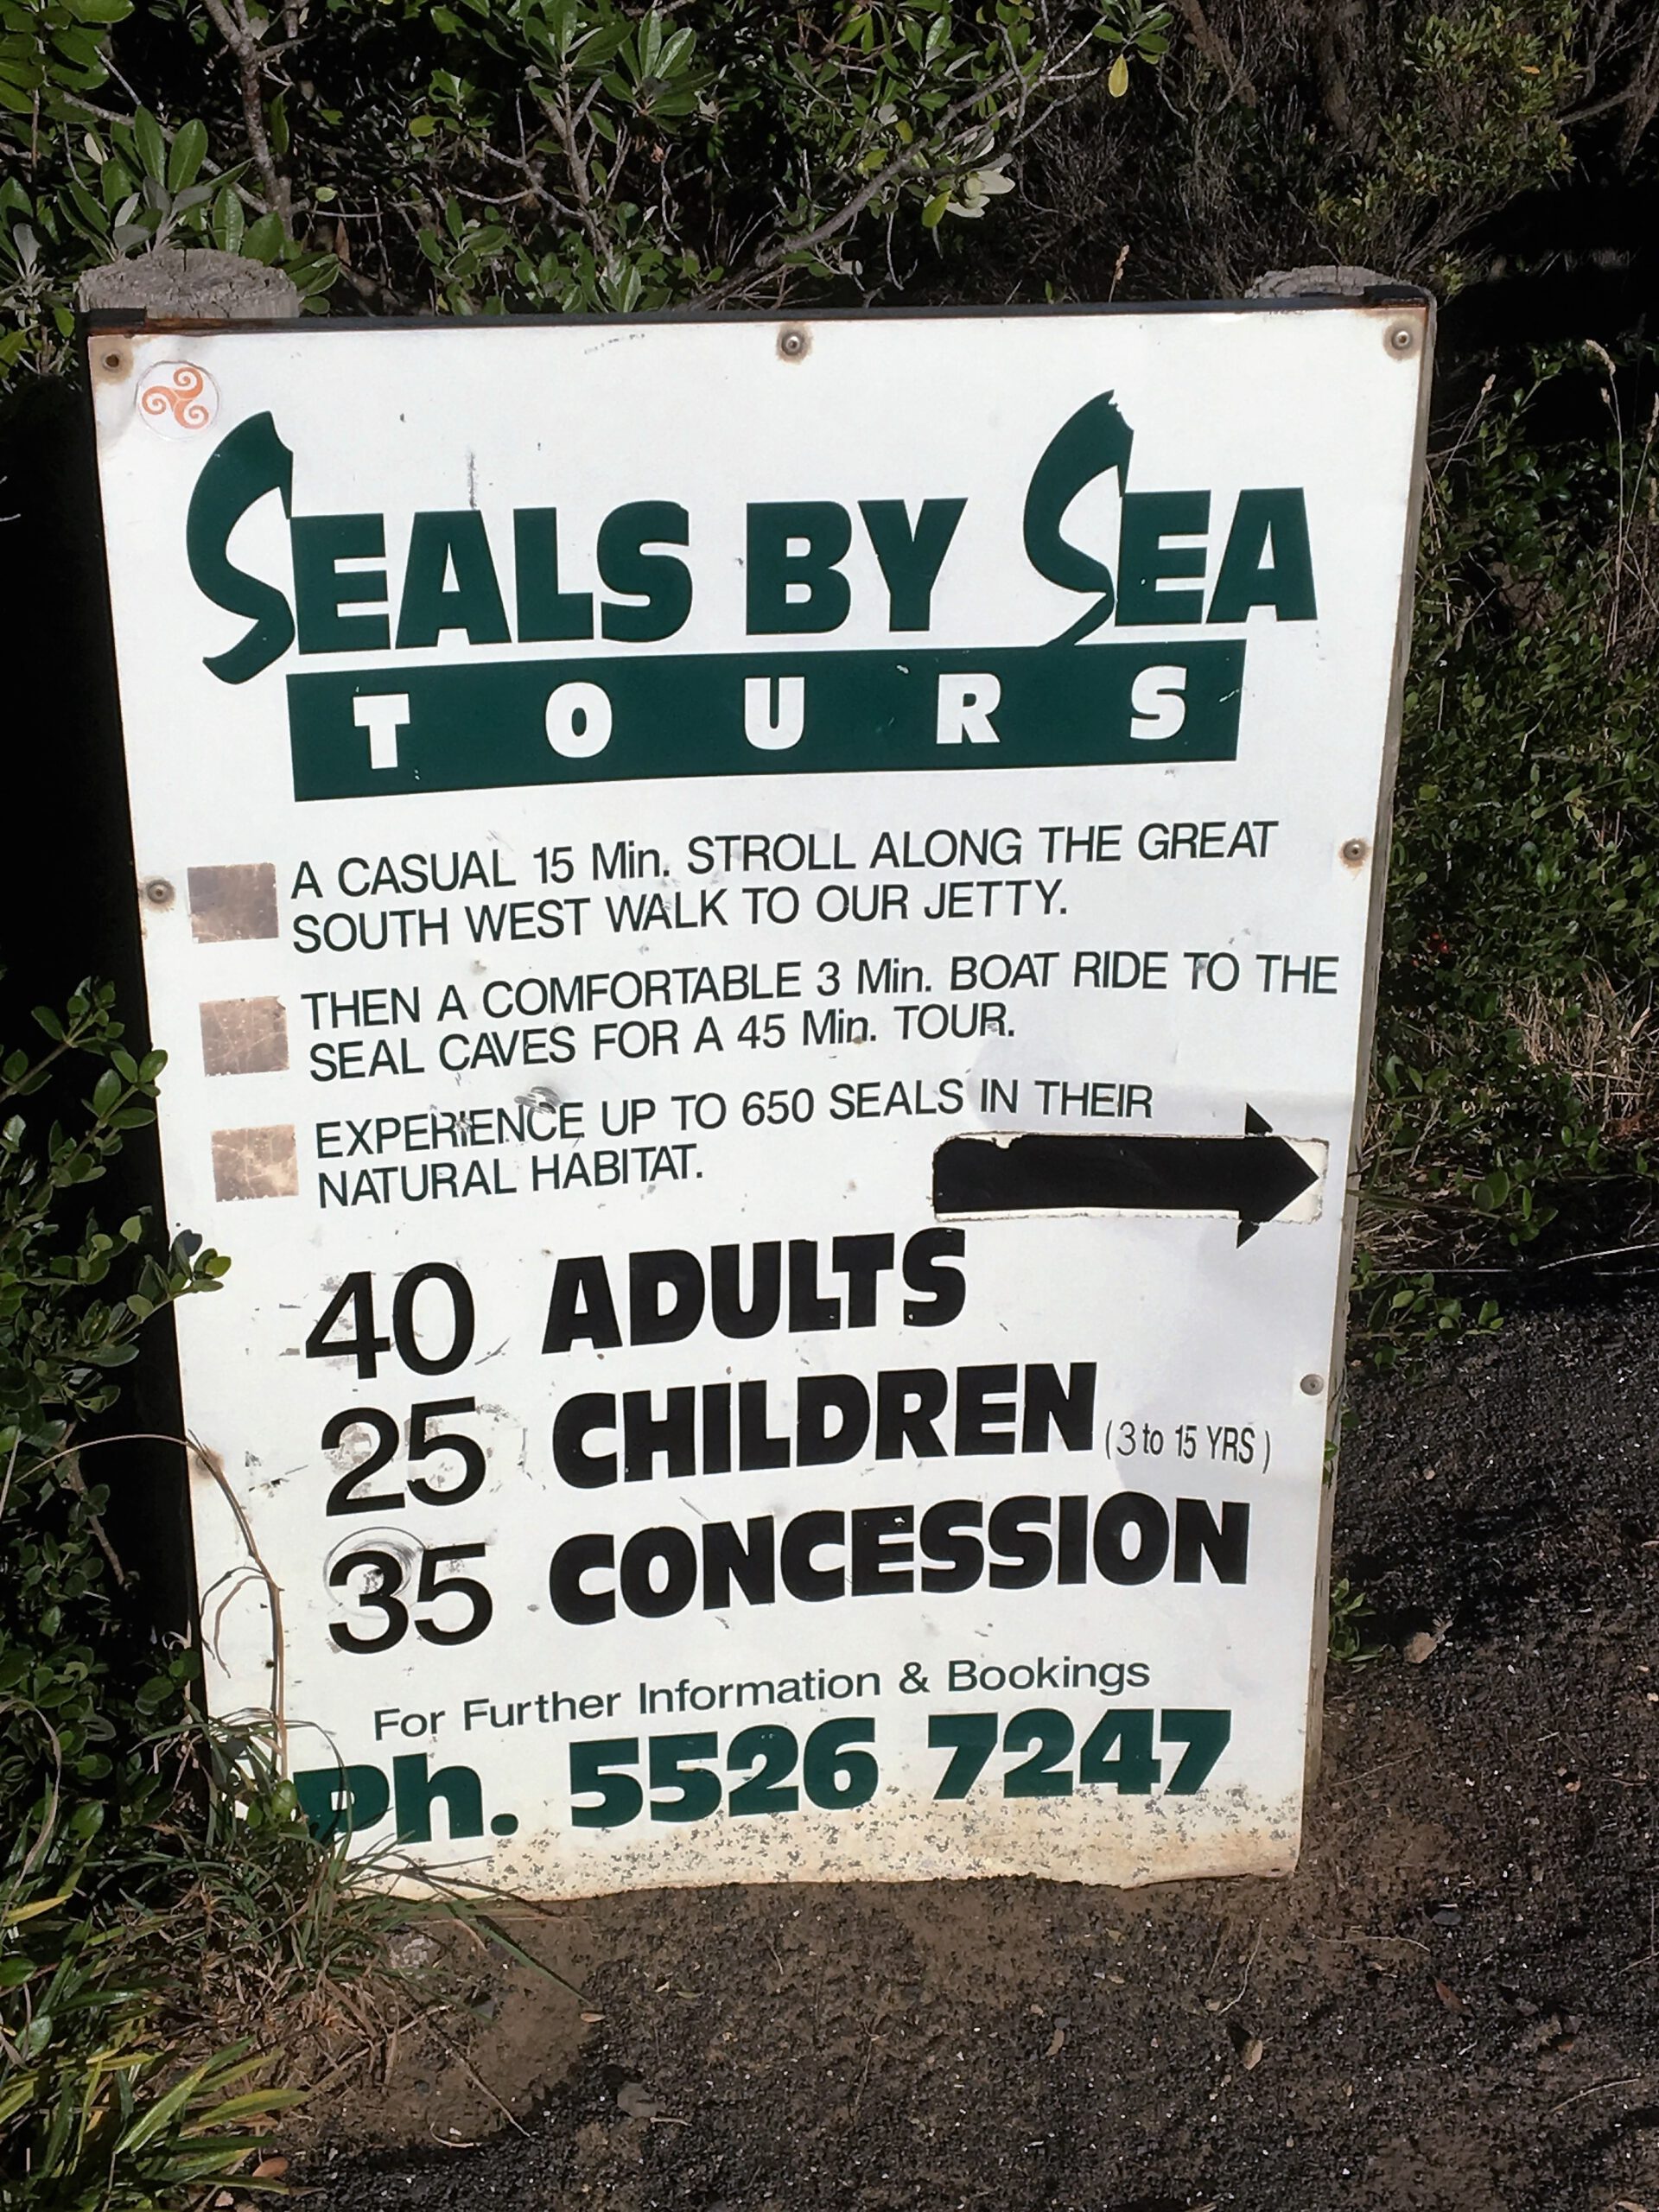 SEALS BY SEA
TOURS
A CASUAL 15 Min. STROLL ALONG THE GREAT
SOUTH WEST WALK TO OUR JETTY.
THEN A COMFORTABLE 3 Min. BOAT RIDE TO THE
SEAL CAVES FOR A 45 Min. TOUR.
EXPERIENCE UP TO 650 SEALS IN THEIR
NATURAL HABITAT.
40 ADULTS
25 CHILDREN (3 to 15 YRS)
35 CONCESSION
For Further Information & Bookings
Ph. 5526 7247